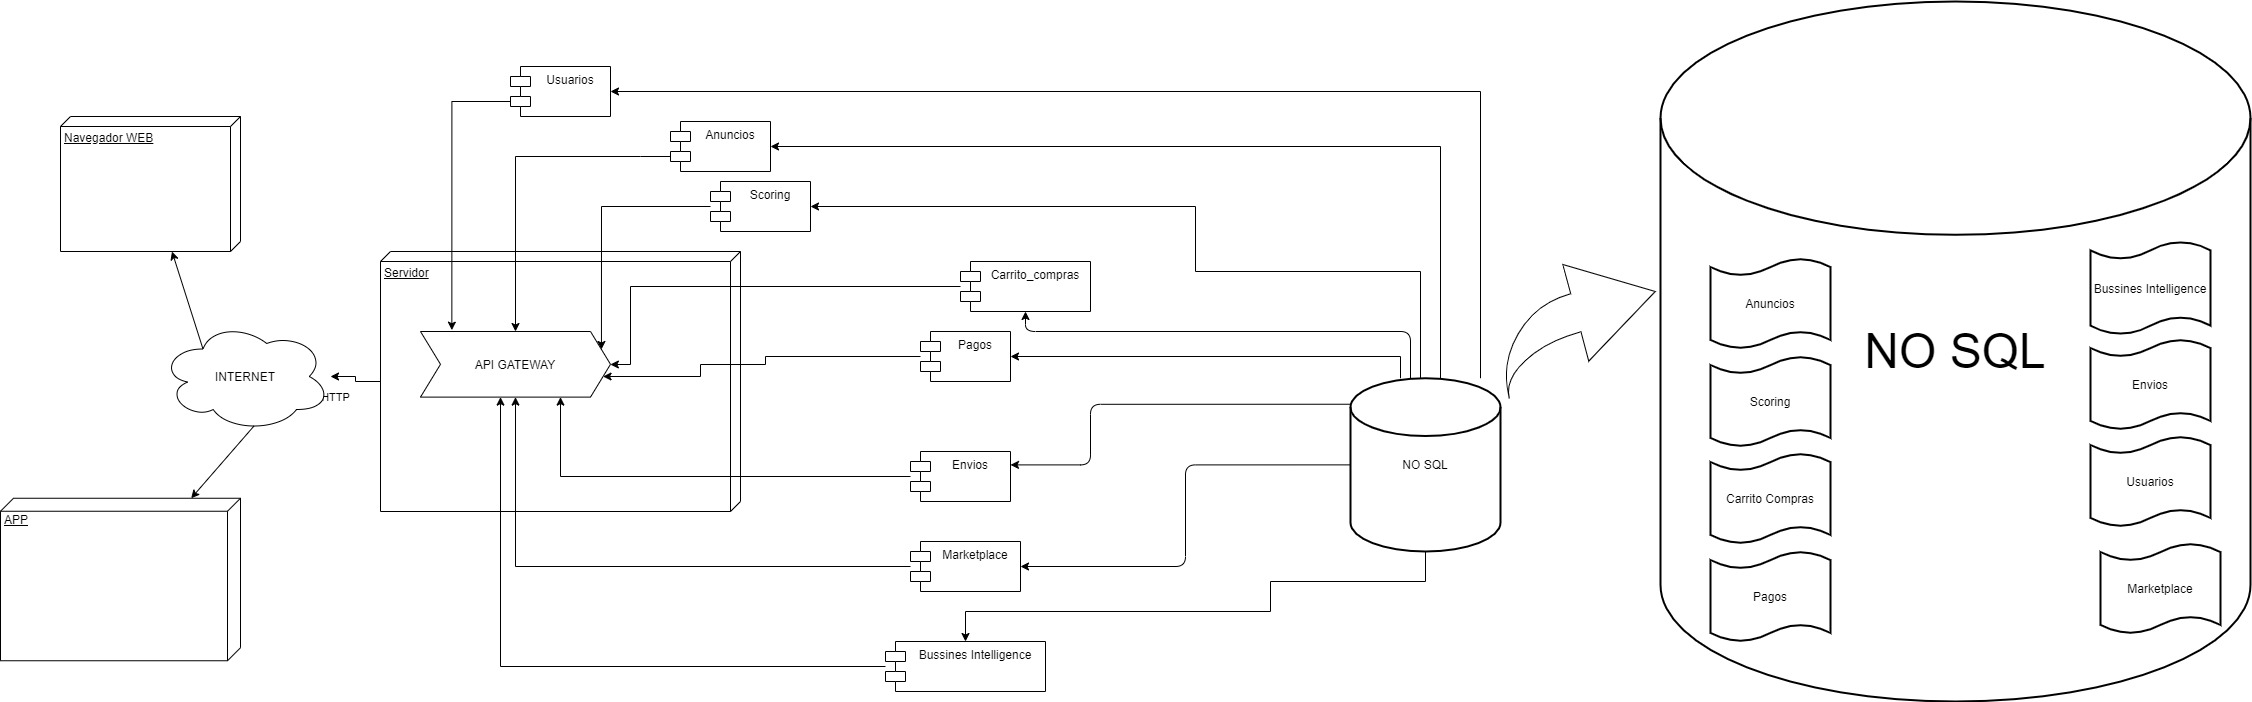 Usuarios
Anuncios
Navegador WEB
Scoring
Servidor
Carrito_compras
Bussines Intelligence
Anuncios
Pagos
NO SQL
API GATEWAY
INTERNET
Envios
HTTP
Scoring
Envios
NO SQL
Usuarios
Carrito Compras
APP
Marketplace
Marketplace
Pagos
Bussines Intelligence